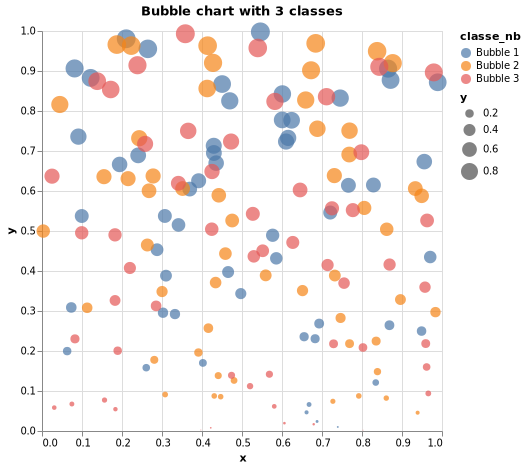 Bubble chart with 3 classes
1.0
0.9
0.8
0.7
0.6
0.5
0.4
0.3
0.2
0.1
0.0
y
0.0 0.1 0.2 0.3 0.4 0.5 0.6 0.7 0.8 0.9 1.0
x
classe_nb
Bubble 1
Bubble 2
Bubble 3
y
0.2
0.4
0.6
0.8